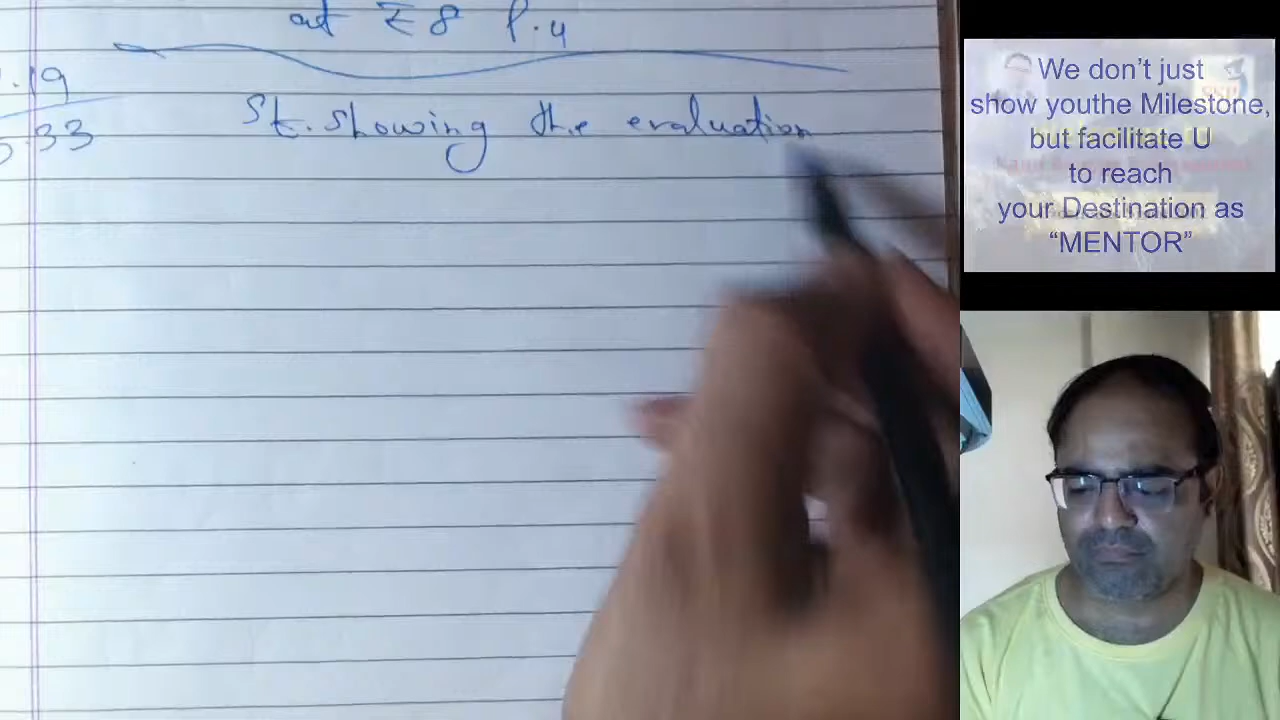 at ₹8 P.u
.19
St. showing the evaluation
.33
We don't just
show youthe Milestone,
but facilitate U
to reach
your Destination as
"MENTOR"